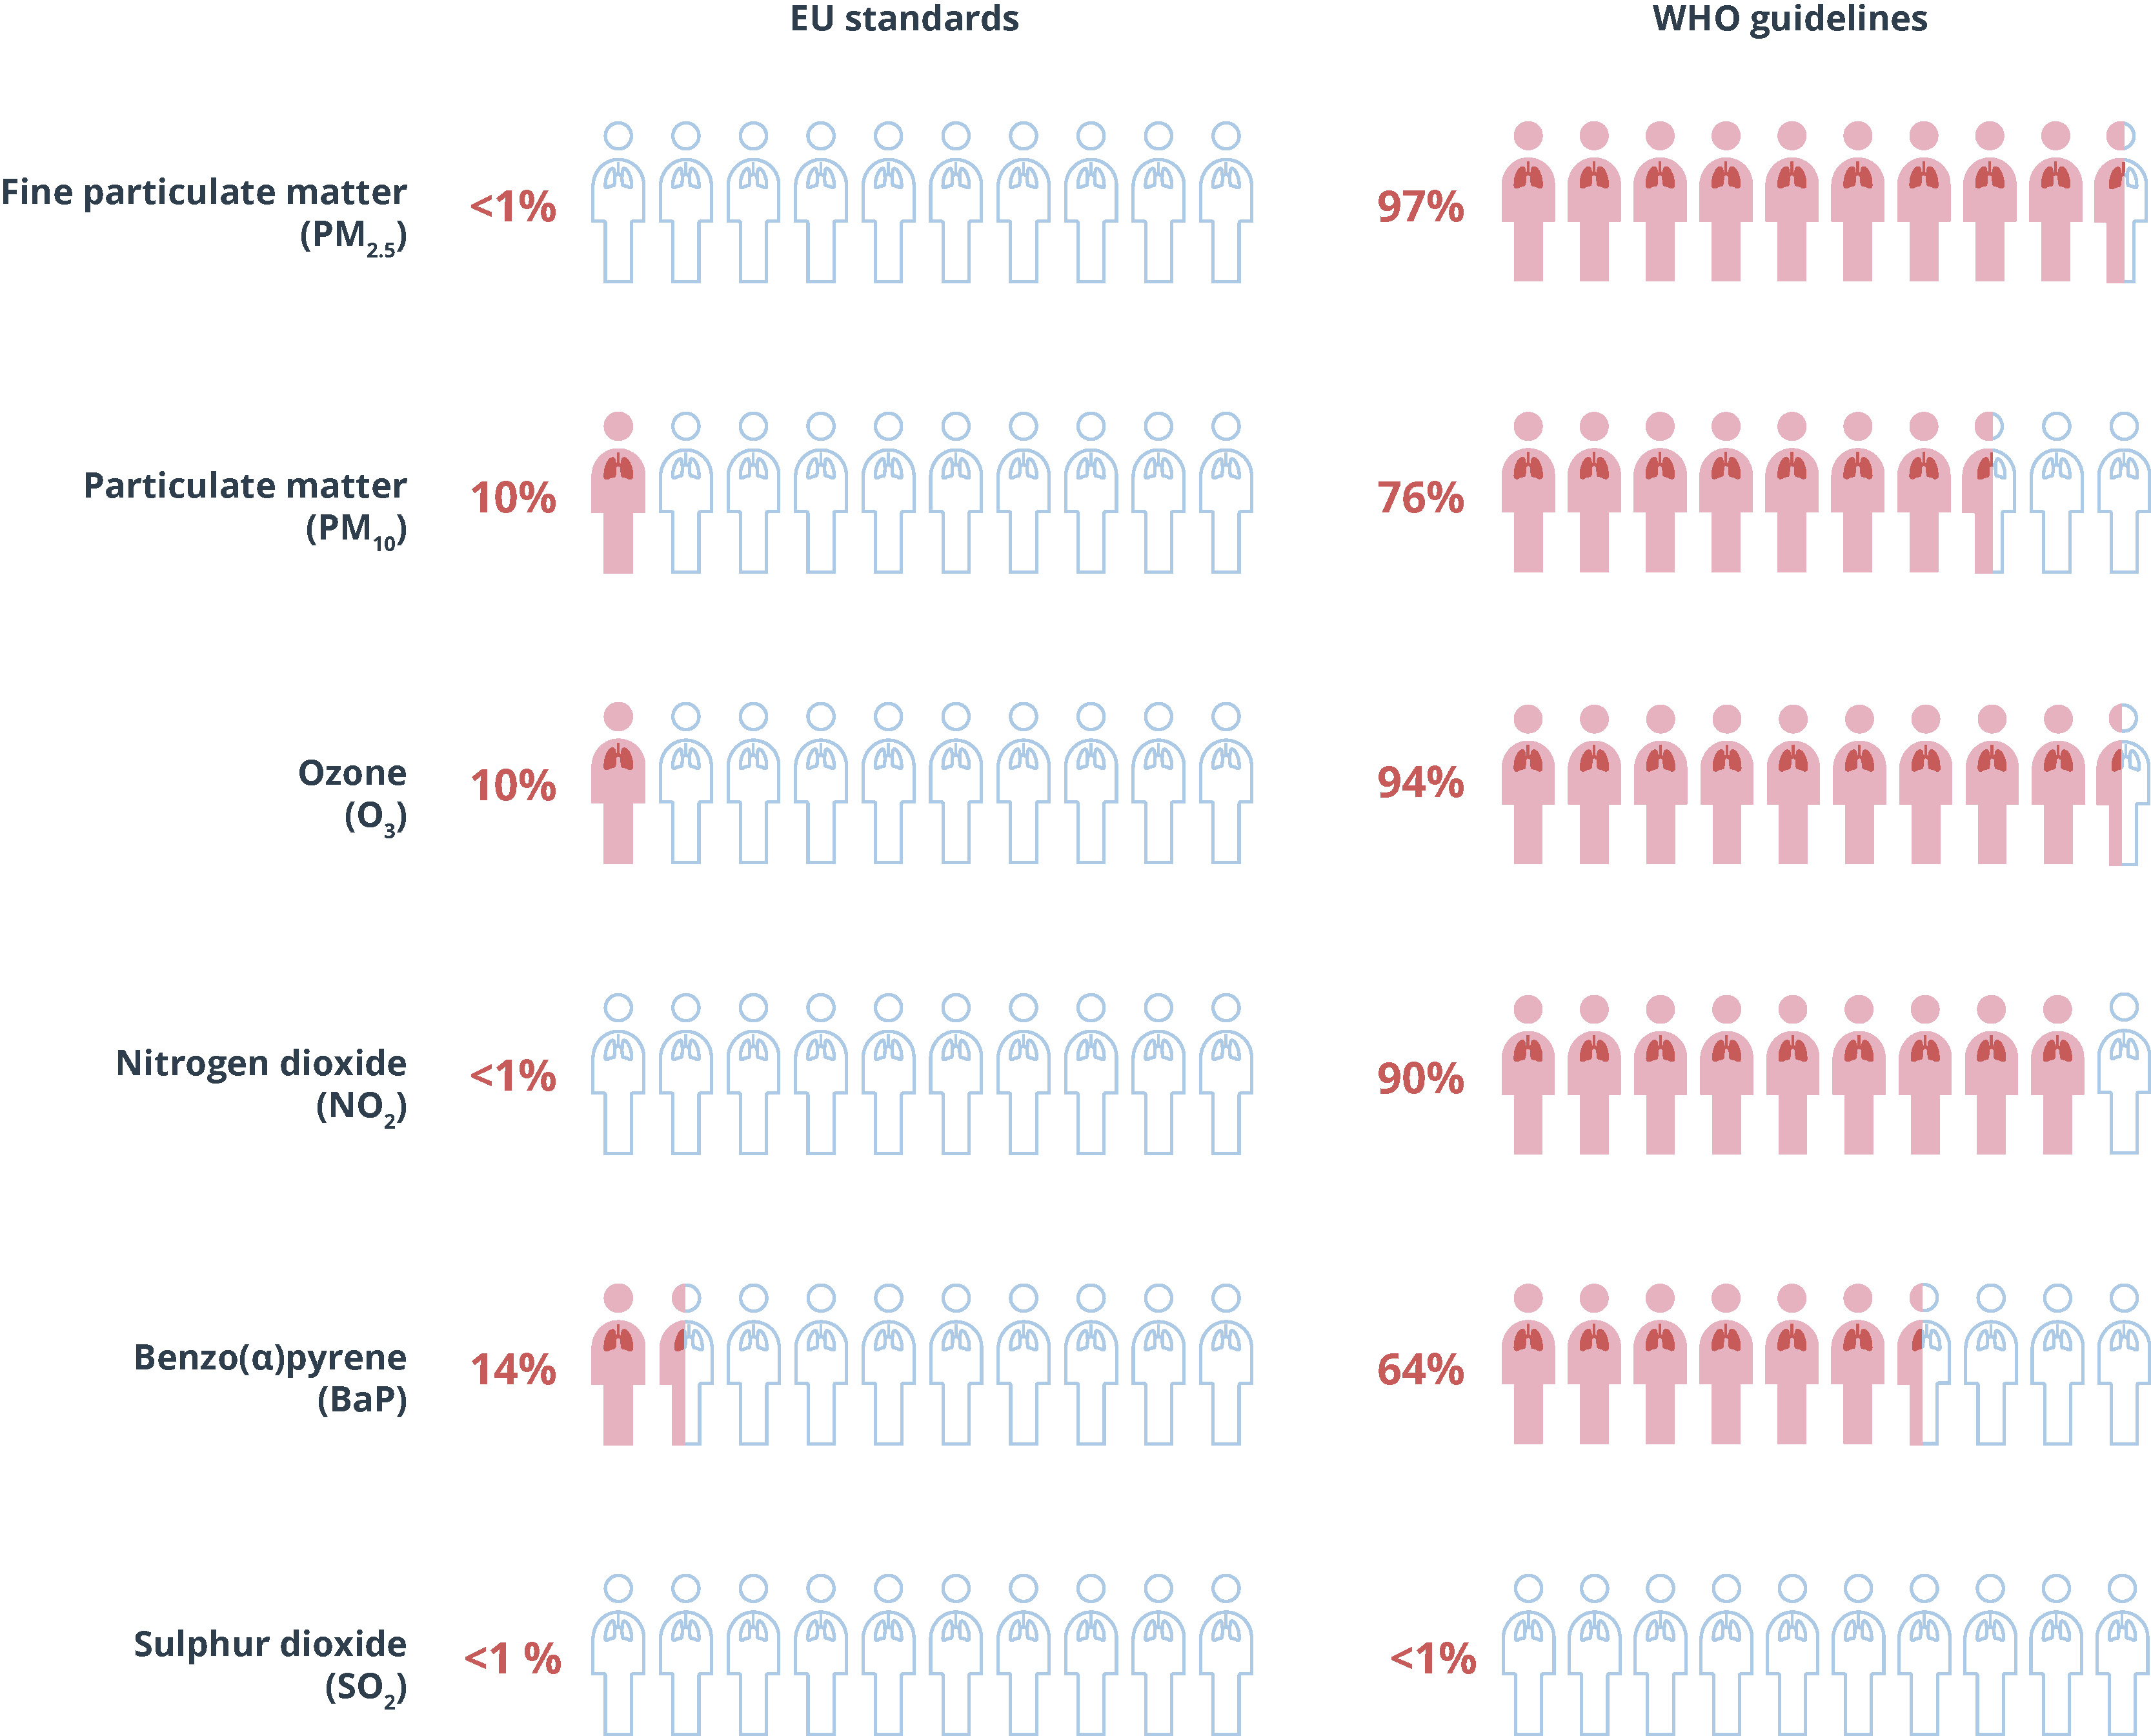 EU standards
WHO guidelines
Fine particulate matter
(PM2.5)
<1%
97%
Particulate matter
(PM10)
10%
76%
Ozone
(O3)
10%
94%
Nitrogen dioxide
(NO2)
<1%
90%
Benzo(α)pyrene
(BaP)
14%
64%
Sulphur dioxide
(SO2)
<1 %
<1%